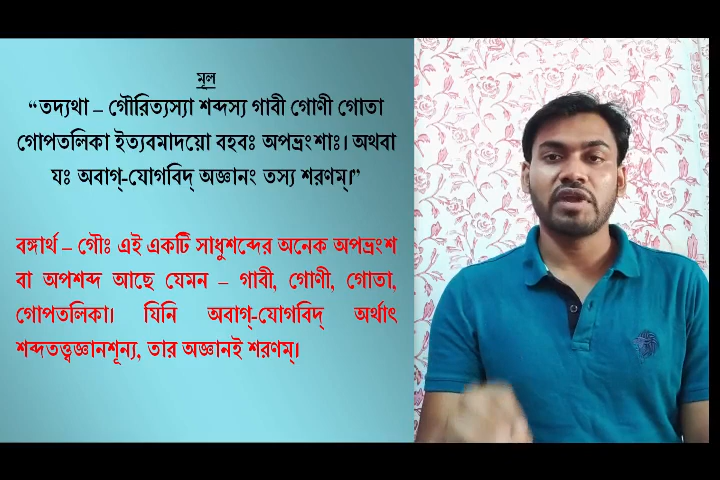 মূল
“তদ্যথা – গৌরিত্যস্যা শব্দস্য গাবী গোণী গোতা
গোপতলিকা ইত্যবমাদয়ো বহবঃ অপভ্রংশাঃ। অথবা
যঃ অবাগ্-যোগবিদ্ অজ্ঞানং তস্য শরণম্।”
বঙ্গার্থ – গৌঃ এই একটি সাধুশব্দের অনেক অপভ্রংশ
বা অপশব্দ আছে যেমন – গাবী, গোণী, গোতা,
গোপতলিকা। যিনি অবাগ্-যোগবিদ্ অর্থাৎ
শব্দতত্ত্বজ্ঞানশূন্য, তার অজ্ঞানই শরণম্।